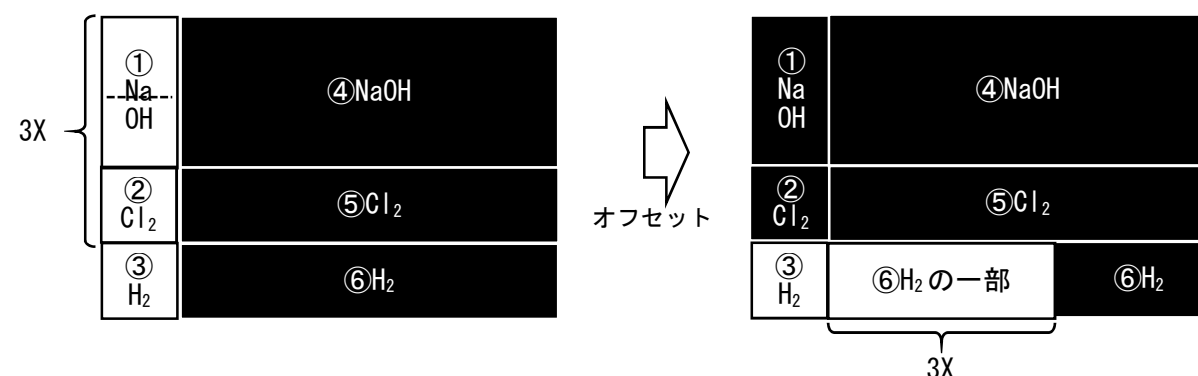 ①
Na
OH
④NaOH
3X
②
Cl₂
⑤Cl₂
③
H₂
⑥H₂
オフセット
①
Na
OH
④NaOH
②
Cl₂
⑤Cl₂
③
H₂
⑥H₂の一部
⑥H₂
3X